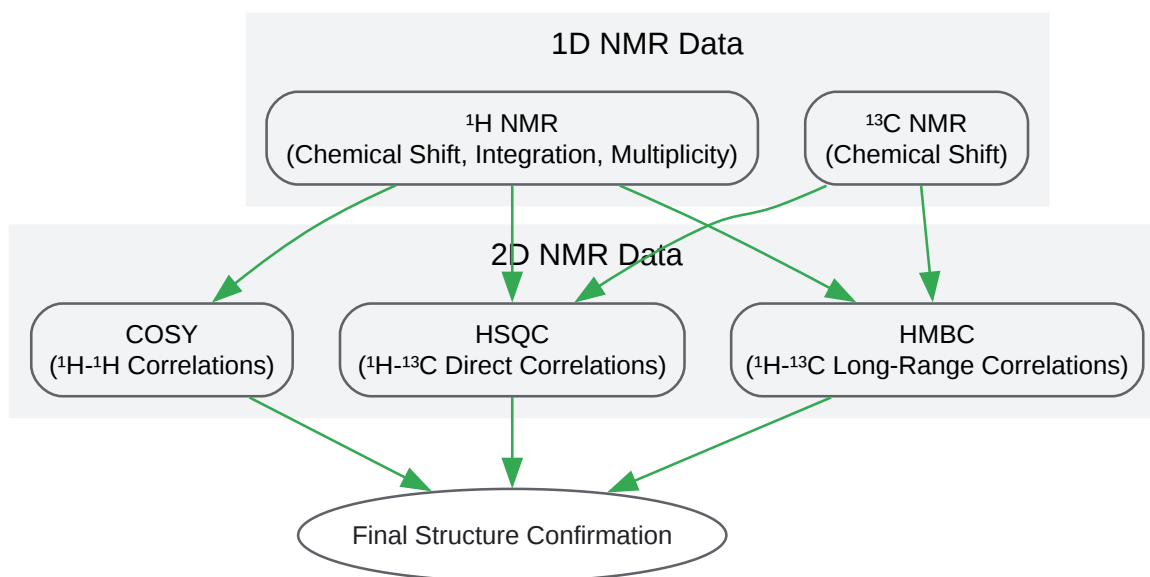 1D NMR Data
¹H NMR
(Chemical Shift, Integration, Multiplicity)
¹³C NMR
(Chemical Shift)
2D NMR Data
COSY
(¹H-¹H Correlations)
HSQC
(¹H-¹³C Direct Correlations)
HMBC
(¹H-¹³C Long-Range Correlations)
Final Structure Confirmation